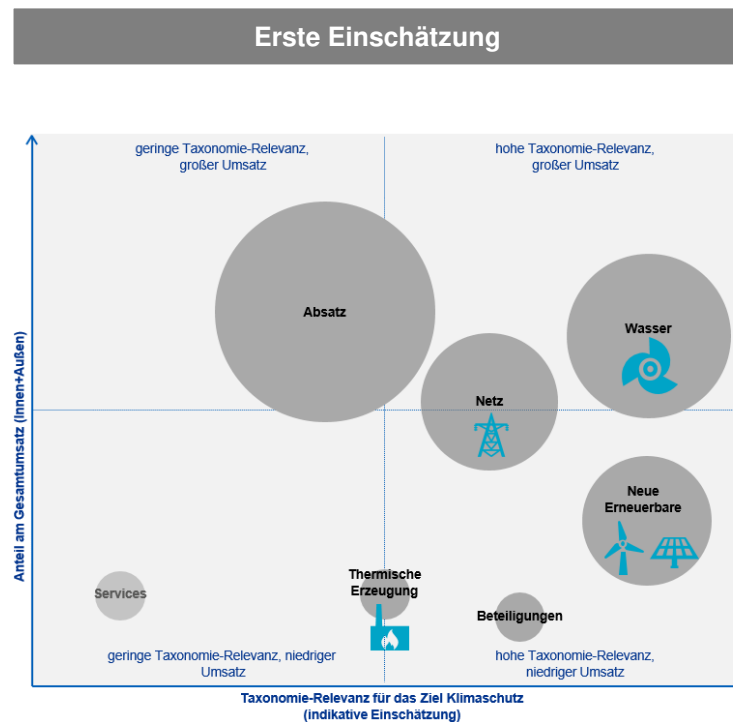 Erste Einschätzung
geringe Taxonomie-Relevanz,
großer Umsatz
hohe Taxonomie-Relevanz,
großer Umsatz
Absatz
Wasser
Netz
Neue
Erneuerbare
Services
Thermische
Erzeugung
Beteiligungen
geringe Taxonomie-Relevanz, niedriger
Umsatz
hohe Taxonomie-Relevanz,
niedriger Umsatz
Anteil am Gesamtumsatz (Innen+Außen)
Taxonomie-Relevanz für das Ziel Klimaschutz
(indikative Einschätzung)